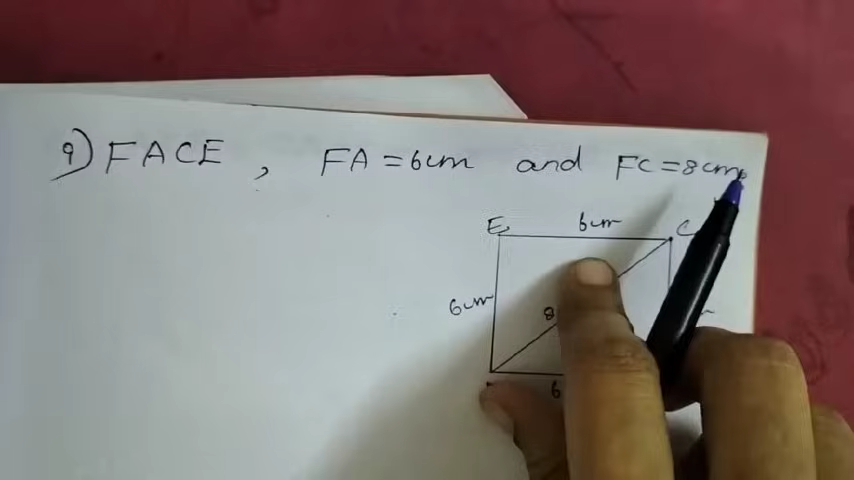 9) FACE , FA = 6cm and FC = 8cm
E 6cm C
6cm
8
6